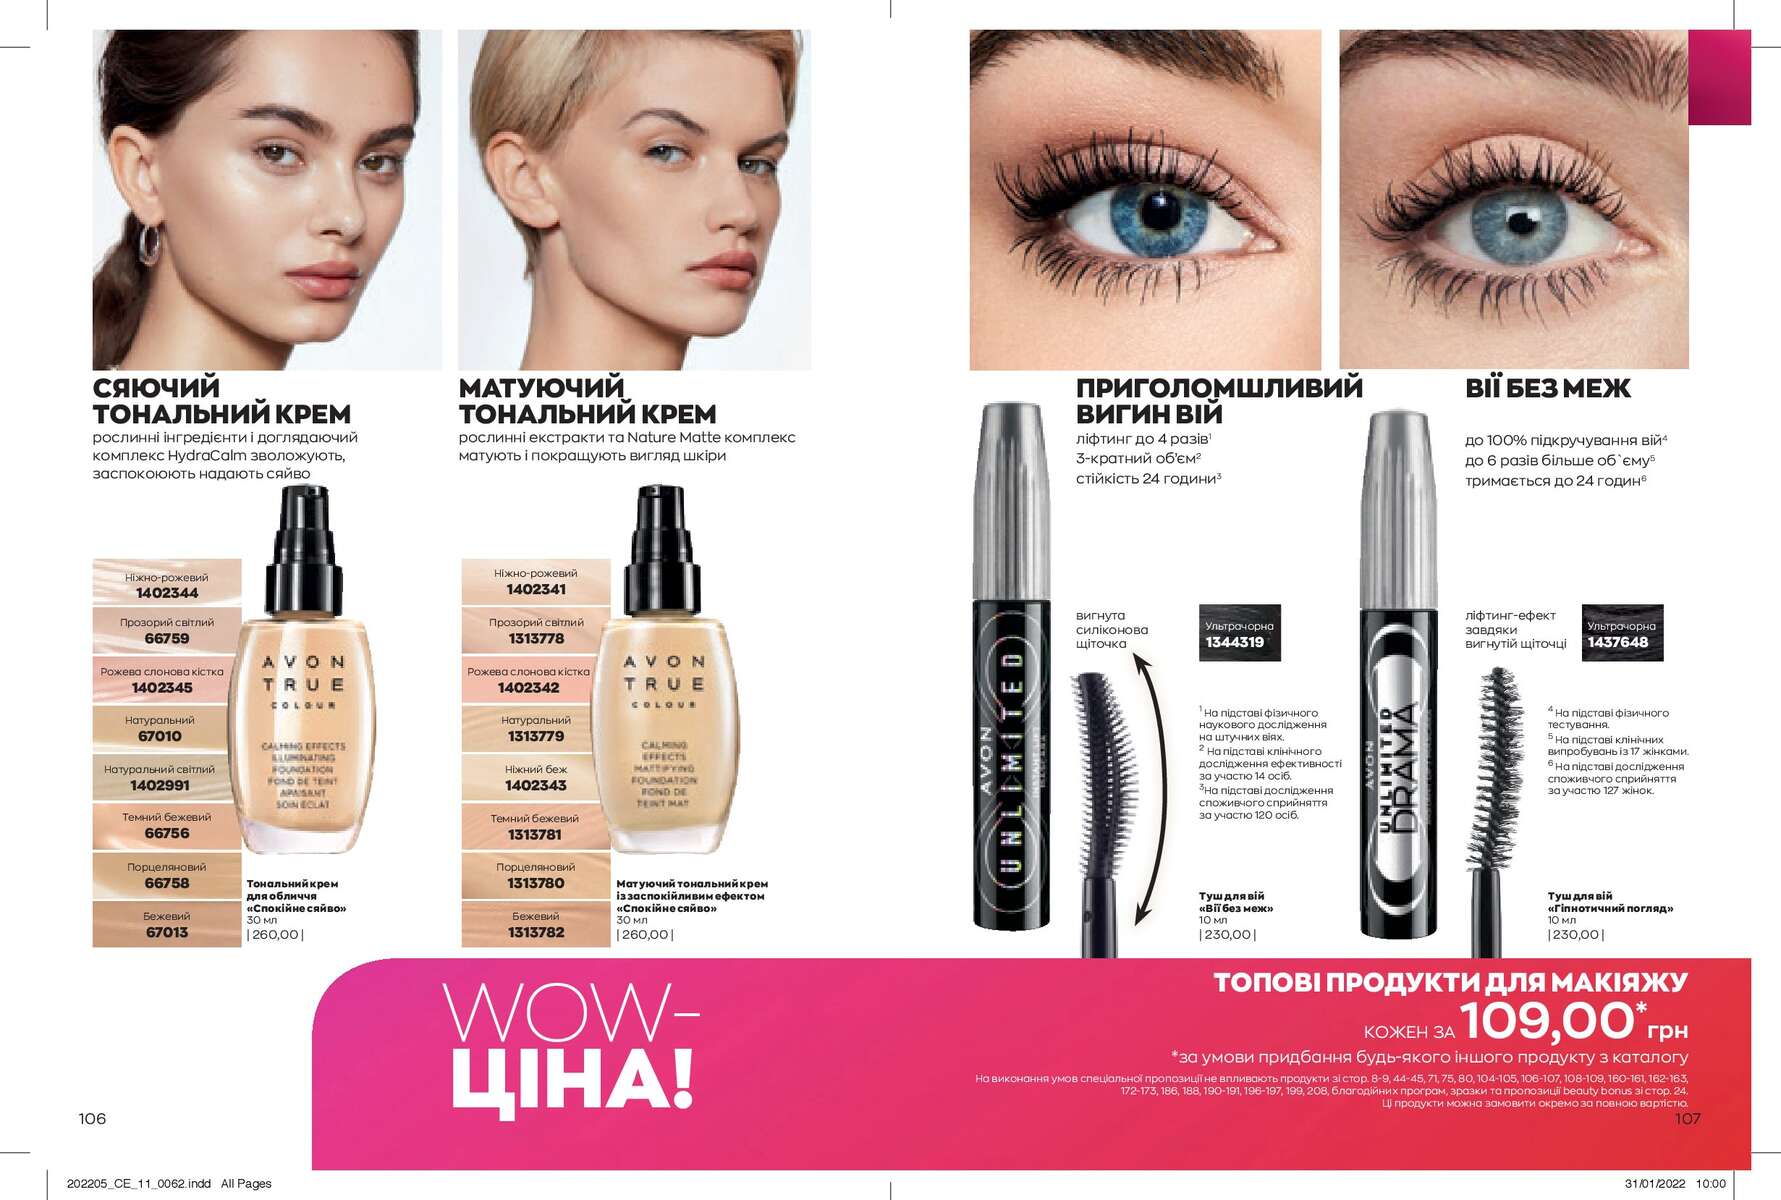 СЯЮЧИЙ
ТОНАЛЬНИЙ КРЕМ
рослинні інгредієнти і доглядаючий
комплекс HydraCalm зволожують,
заспокоюють надають сяйво
Ніжно-рожевий
1402344
Прозорий світлий
66759
Рожева слонова кістка
1402345
Натуральний
67010
Натуральний світлий
1402991
Темний бежевий
66756
Порцеляновий
66758
Бежевий
67013
AVON
TRUE
COLOUR
CALMING EFFECTS
ILLUMINATING
FOUNDATION
FOND DE TEINT
APAISANT
SOIN ECLAT
Тональний крем
для обличчя
«Спокійне сяйво»
30 мл
| 260,00 |
МАТУЮЧИЙ
ТОНАЛЬНИЙ КРЕМ
рослинні екстракти та Nature Matte комплекс
матують і покращують вигляд шкіри
Ніжно-рожевий
1402341
Прозорий світлий
1313778
Рожева слонова кістка
1402342
Натуральний
1313779
Ніжний беж
1402343
Темний бежевий
1313781
Порцеляновий
1313780
Бежевий
1313782
AVON
TRUE
COLOUR
CALMING
EFFECTS
MATTIFYING
FOUNDATION
FOND DE
TEINT MAT
Матуючий тональний крем
із заспокійливим ефектом
«Спокійне сяйво»
30 мл
| 260,00 |
ПРИГОЛОМШЛИВИЙ
ВИГИН ВІЙ
ліфтинг до 4 разів¹
3-кратний об’єм²
стійкість 24 години³
вигнута
силіконова
щіточка
Ультрачорна
1344319
AVON
UNLIMITED
¹ На підставі фізичного
наукового дослідження
на штучних віях.
² На підставі клінічного
дослідження ефективності
за участю 14 осіб.
³На підставі дослідження
споживчого сприйняття
за участю 120 осіб.
Туш для вій
«Вії без меж»
10 мл
| 230,00 |
ВІЇ БЕЗ МЕЖ
до 100% підкручування вій⁴
до 6 разів більше об`єму⁵
тримається до 24 годин⁶
ліфтинг-ефект
завдяки
вигнутій щіточці
Ультрачорна
1437648
AVON
UNLIMITED
DRAMA
⁴ На підставі фізичного
тестування.
⁵ На підставі клінічних
випробувань із 17 жінками.
⁶ На підставі дослідження
споживчого сприйняття
за участю 127 жінок.
Туш для вій
«Гіпнотичний погляд»
10 мл
| 230,00 |
WOW-
ЦІНА!
ТОПОВІ ПРОДУКТИ ДЛЯ МАКІЯЖУ
КОЖЕН ЗА 109,00* грн
*за умови придбання будь-якого іншого продукту з каталогу
На виконання умов спеціальної пропозиції не впливають продукти зі стор. 8-9, 44-45, 71, 75, 80, 104-105, 106-107, 108-109, 160-161, 162-163,
172-173, 186, 188, 190-191, 196-197, 199, 208, благодійних програм, зразки та пропозиції beauty bonus зі стор. 24.
Ці продукти можна замовити окремо за повною вартістю.
106
107
202205_CE_11_0062.indd   All Pages
31/01/2022   10:00